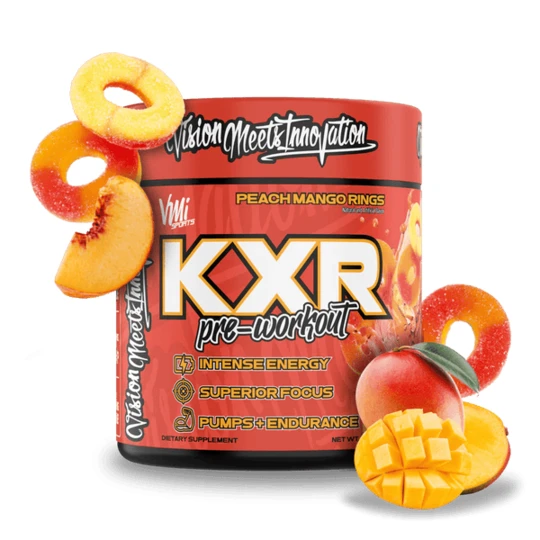 Vision Meets Innovation
VMi
SPORTS
PEACH MANGO RINGS
KXR
pre-workout
INTENSE ENERGY
SUPERIOR FOCUS
PUMPS + ENDURANCE
DIETARY SUPPLEMENT
NET W
Vision Meets Innovation